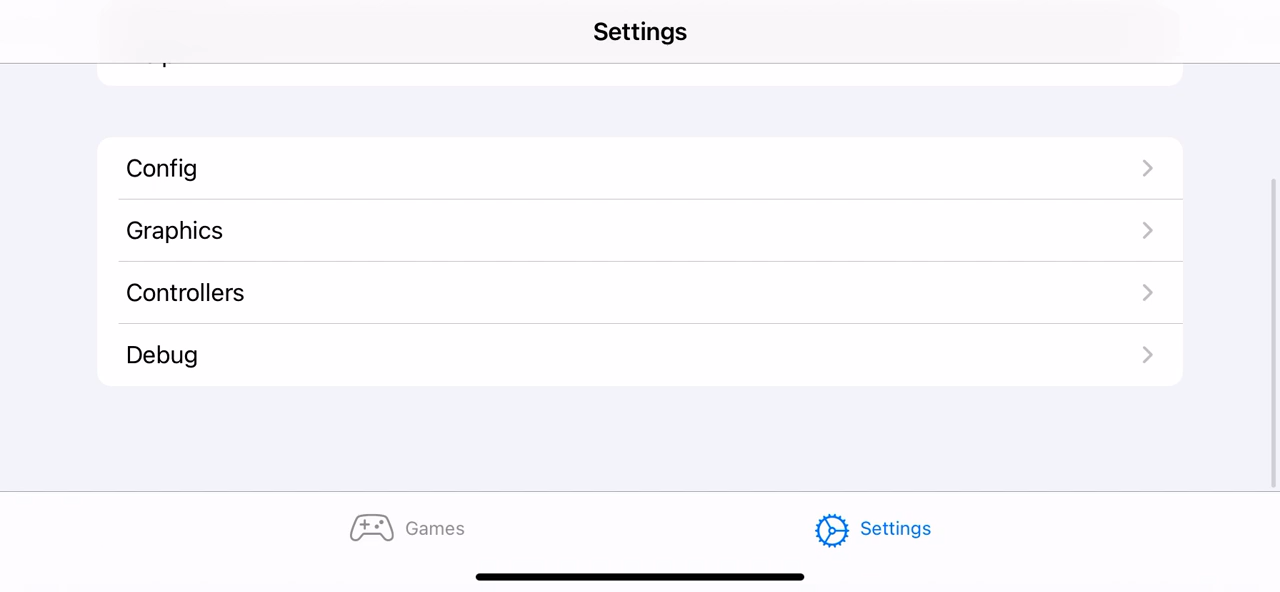 Settings
Config
Graphics
Controllers
Debug
Games
Settings